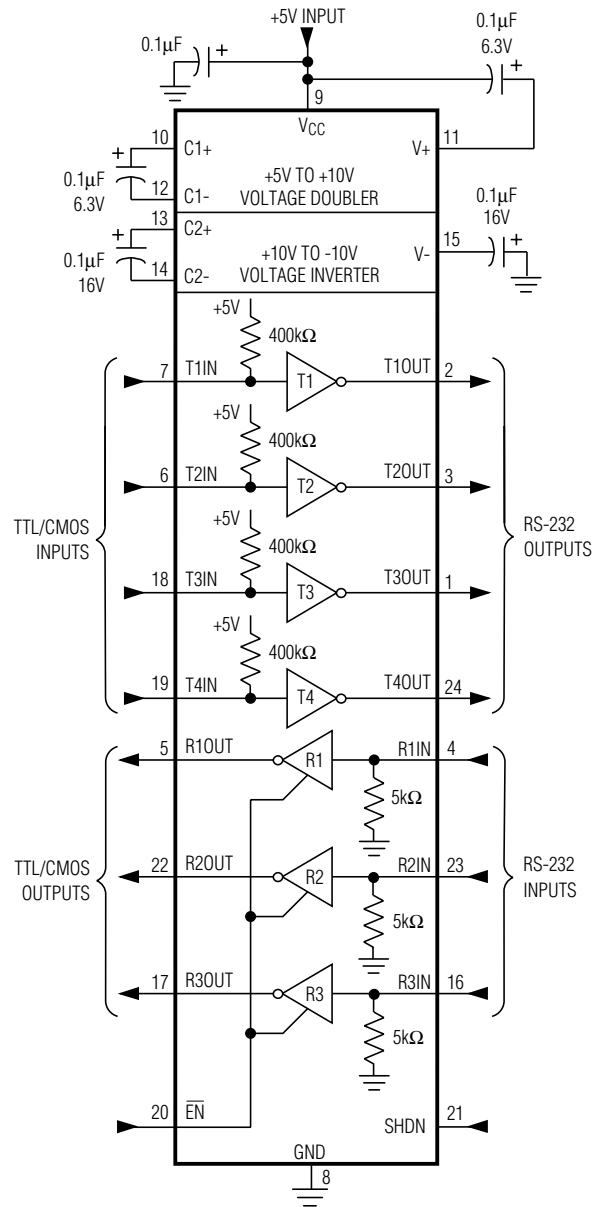 +5V INPUT
0.1µF
0.1µF
6.3V
9
VCC
10
C1+
V+
11
0.1µF
6.3V
+5V TO +10V
VOLTAGE DOUBLER
12
C1-
13
C2+
0.1µF
16V
+10V TO -10V
VOLTAGE INVERTER
V-
15
0.1µF
16V
14
C2-
+5V
400kΩ
7
T1IN
T1
T1OUT
2
+5V
400kΩ
6
T2IN
T2
T2OUT
3
TTL/CMOS
INPUTS
RS-232
OUTPUTS
+5V
400kΩ
18
T3IN
T3
T3OUT
1
+5V
400kΩ
19
T4IN
T4
T4OUT
24
5
R1OUT
R1
R1IN
4
5kΩ
TTL/CMOS
OUTPUTS
RS-232
INPUTS
22
R2OUT
R2
R2IN
23
5kΩ
17
R3OUT
R3
R3IN
16
5kΩ
20
EN
SHDN
21
GND
8